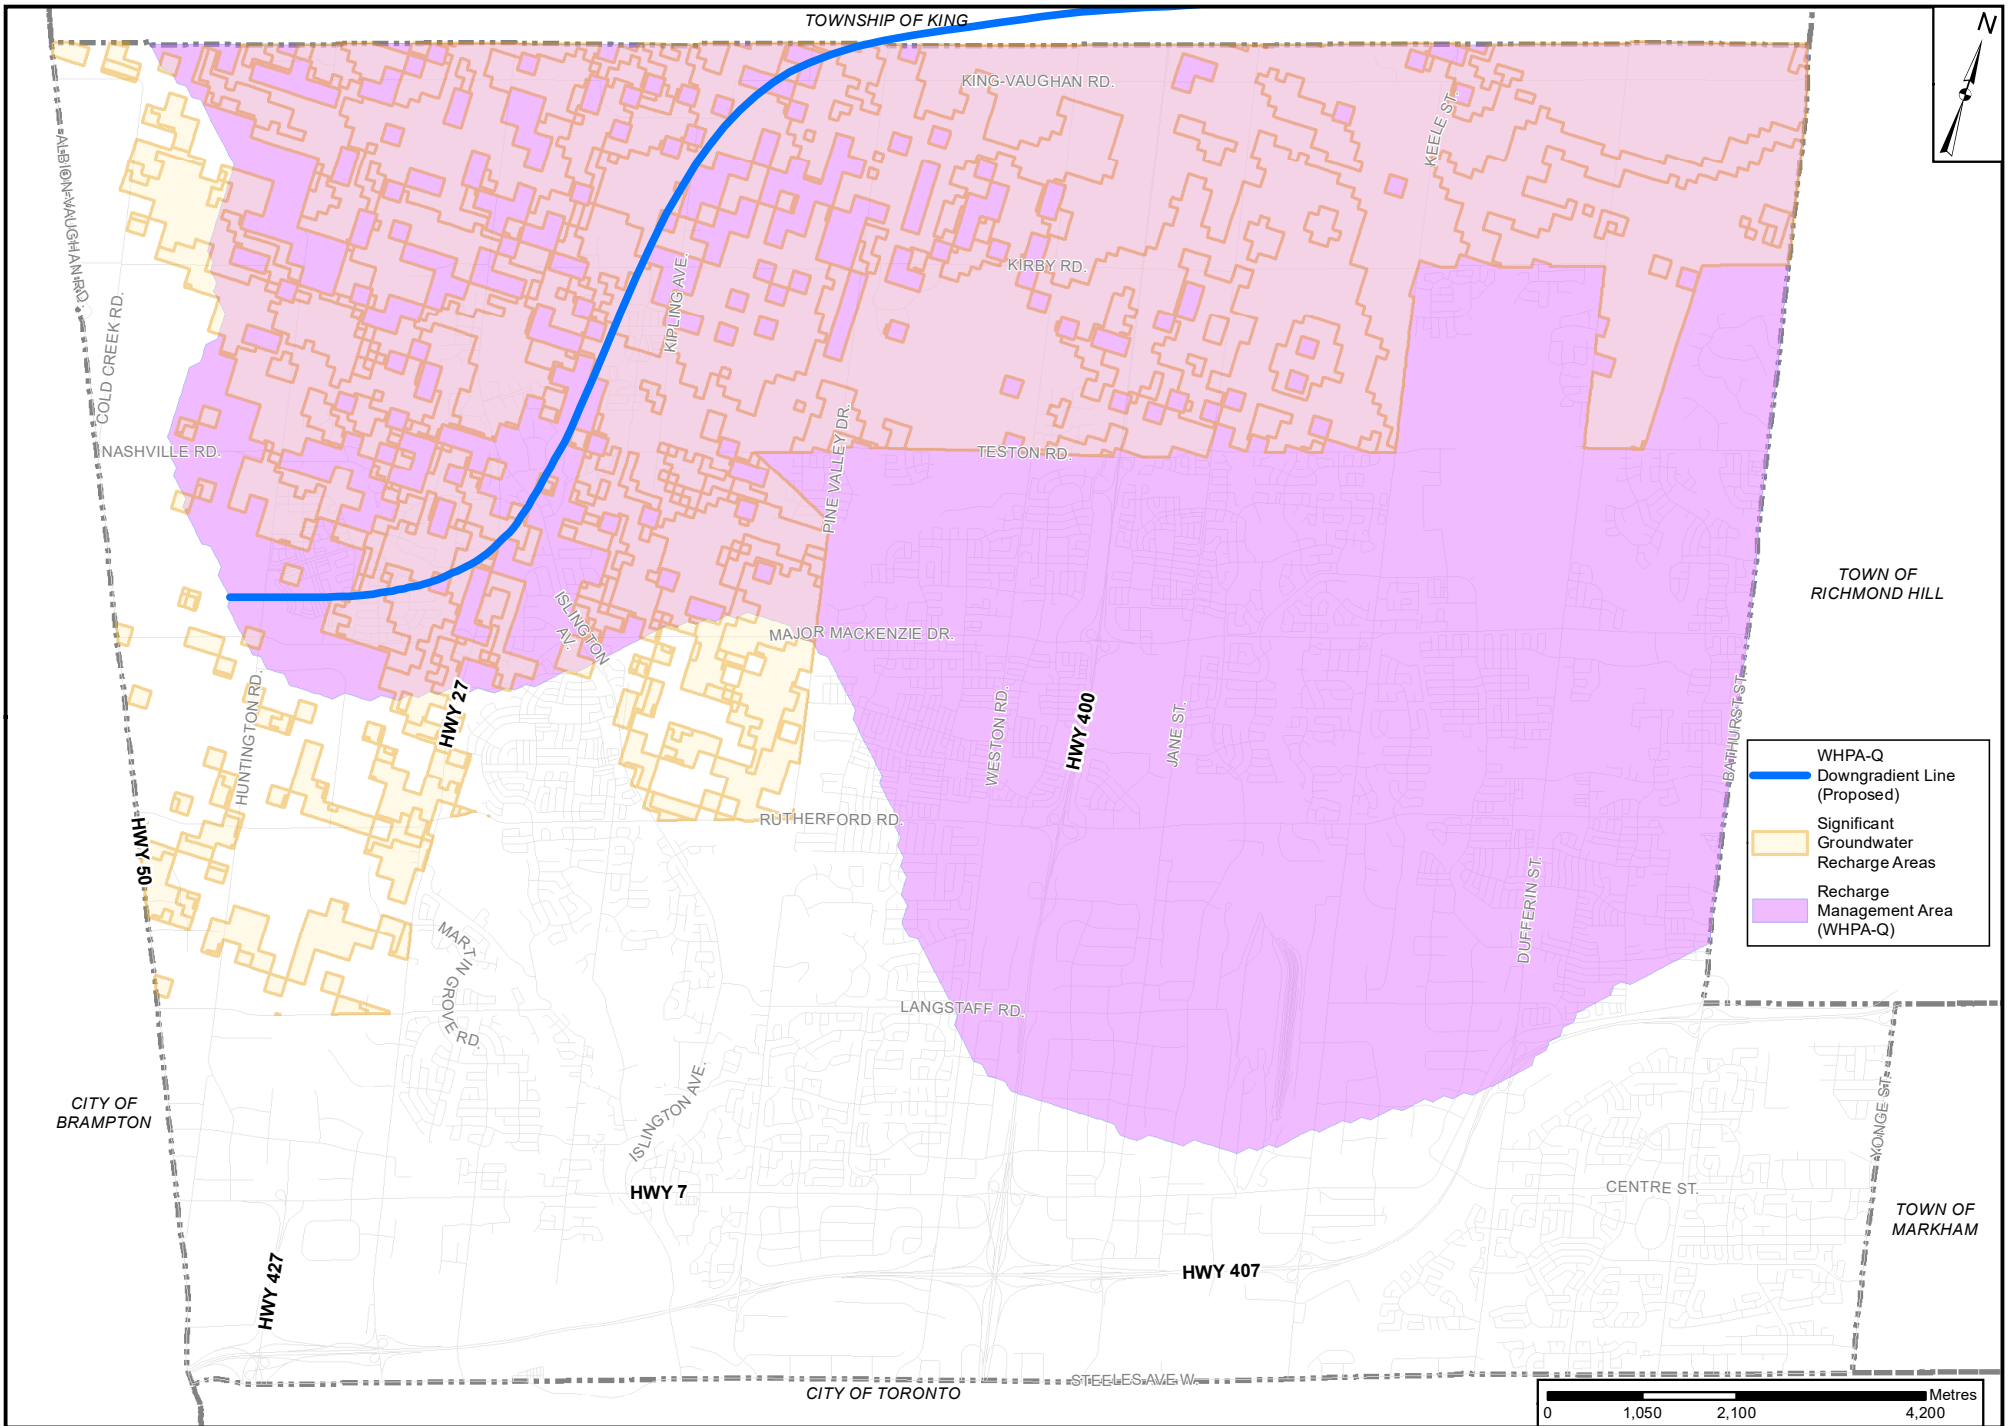 TOWNSHIP OF KING
N
KING-VAUGHAN RD.
KEELE ST.
ALBION-VAUGHAN RD.
KIRBY RD.
KIPLING AVE.
COLD CREEK RD.
NASHVILLE RD.
PINE VALLEY DR.
TESTON RD.
TOWN OF
RICHMOND HILL
ISLINGTON
AV.
MAJOR MACKENZIE DR.
HUNTINGTON RD.
HWY 27
WESTON RD.
HWY 400
JANE ST.
BATHURST ST.
WHPA-Q
Downgradient Line
(Proposed)
Significant
Groundwater
Recharge Areas
Recharge
Management Area
(WHPA-Q)
RUTHERFORD RD.
HWY 50
DUFFERIN ST.
MARTIN GROVE RD.
LANGSTAFF RD.
CITY OF
BRAMPTON
ISLINGTON AVE.
YONGE ST.
HWY 7
CENTRE ST.
TOWN OF
MARKHAM
HWY 427
HWY 407
STEELES AVE W.
CITY OF TORONTO
Metres
0 1,050 2,100 4,200